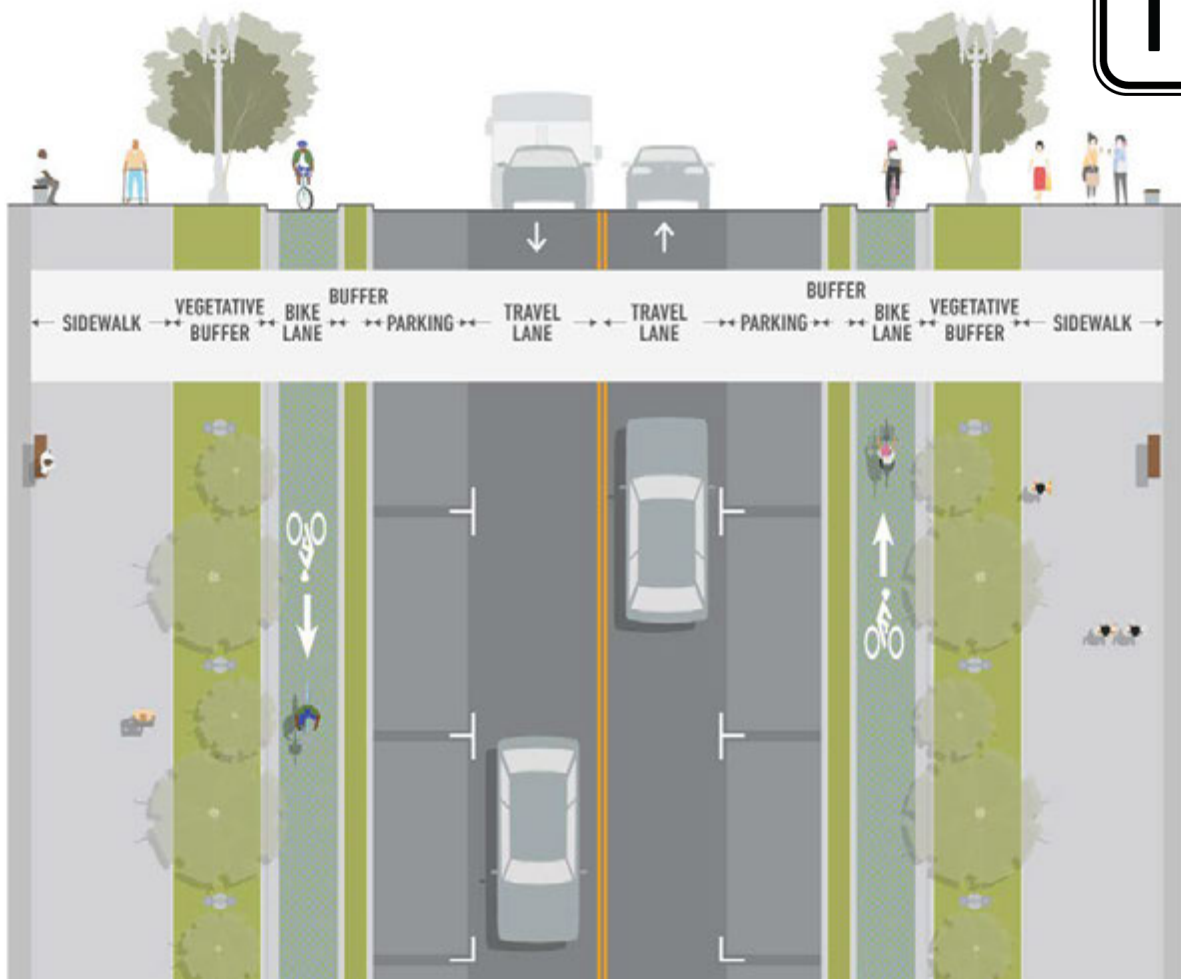 SIDEWALK
VEGETATIVE
BUFFER
BIKE
LANE
BUFFER
PARKING
TRAVEL
LANE
TRAVEL
LANE
PARKING
BUFFER
BIKE
LANE
VEGETATIVE
BUFFER
SIDEWALK